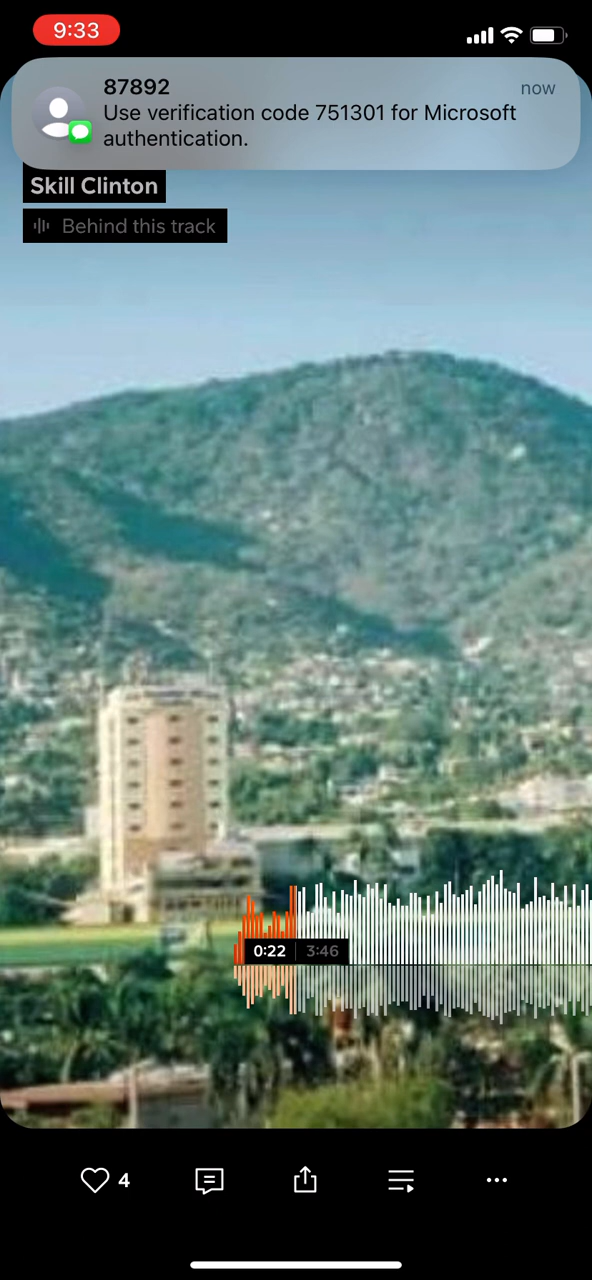 9:33
87892
now
Use verification code 751301 for Microsoft
authentication.
Skill Clinton
Behind this track
0:22
3:46
4